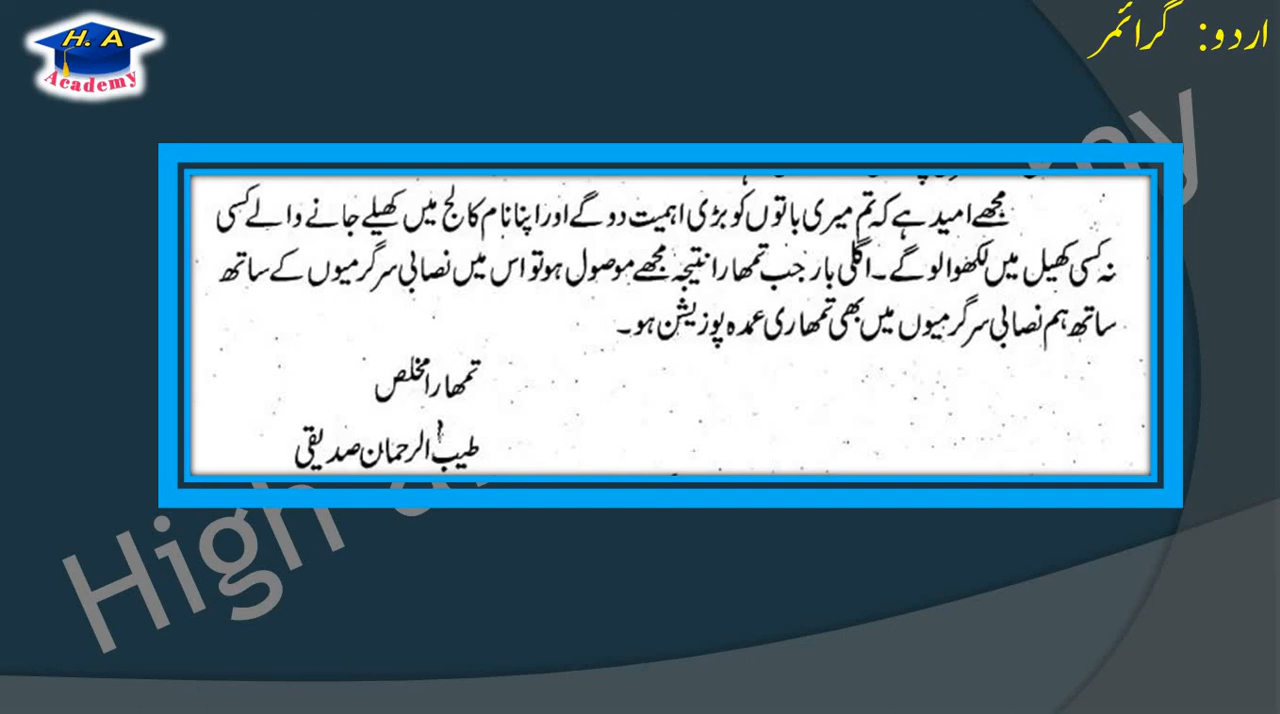 H. A
Academy
اردو: گرائمر
مجھے امید ہے کہ تم میری باتوں کو بڑی اہمیت دو گے اور اپنا نام کالج میں کھیلے جانے والے کسی
نہ کسی کھیل میں لکھوا لو گے۔ اگلی بار جب تمھارا نتیجہ مجھے موصول ہو تو اس میں نصابی سرگرمیوں کے ساتھ
ساتھ ہم نصابی سرگرمیوں میں بھی تمھاری عمدہ پوزیشن ہو۔
تمھارا مخلص
طیب الرحمان صدیقی
High